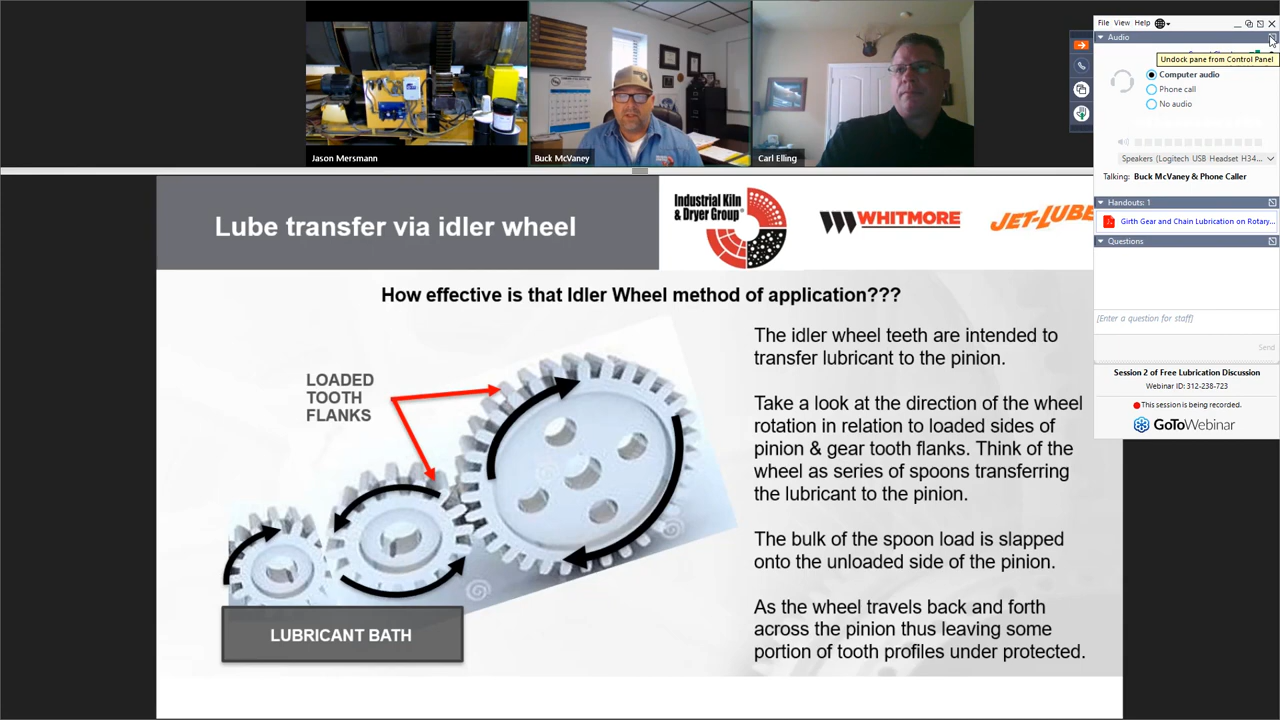 Jason Mersmann
Buck McVaney
Carl Elling
File View Help
Audio
Undock pane from Control Panel
Computer audio
Phone call
No audio
Speakers (Logitech USB Headset H34...
Talking: Buck McVaney & Phone Caller
Handouts: 1
Girth Gear and Chain Lubrication on Rotary...
Questions
[Enter a question for staff]
Send
Session 2 of Free Lubrication Discussion
Webinar ID: 312-238-723
This session is being recorded.
GoToWebinar
Lube transfer via idler wheel
Industrial Kiln
& Dryer Group
WHITMORE
JET-LUBE
How effective is that Idler Wheel method of application???
LOADED
TOOTH
FLANKS
LUBRICANT BATH
The idler wheel teeth are intended to
transfer lubricant to the pinion.
Take a look at the direction of the wheel
rotation in relation to loaded sides of
pinion & gear tooth flanks. Think of the
wheel as series of spoons transferring
the lubricant to the pinion.
The bulk of the spoon load is slapped
onto the unloaded side of the pinion.
As the wheel travels back and forth
across the pinion thus leaving some
portion of tooth profiles under protected.